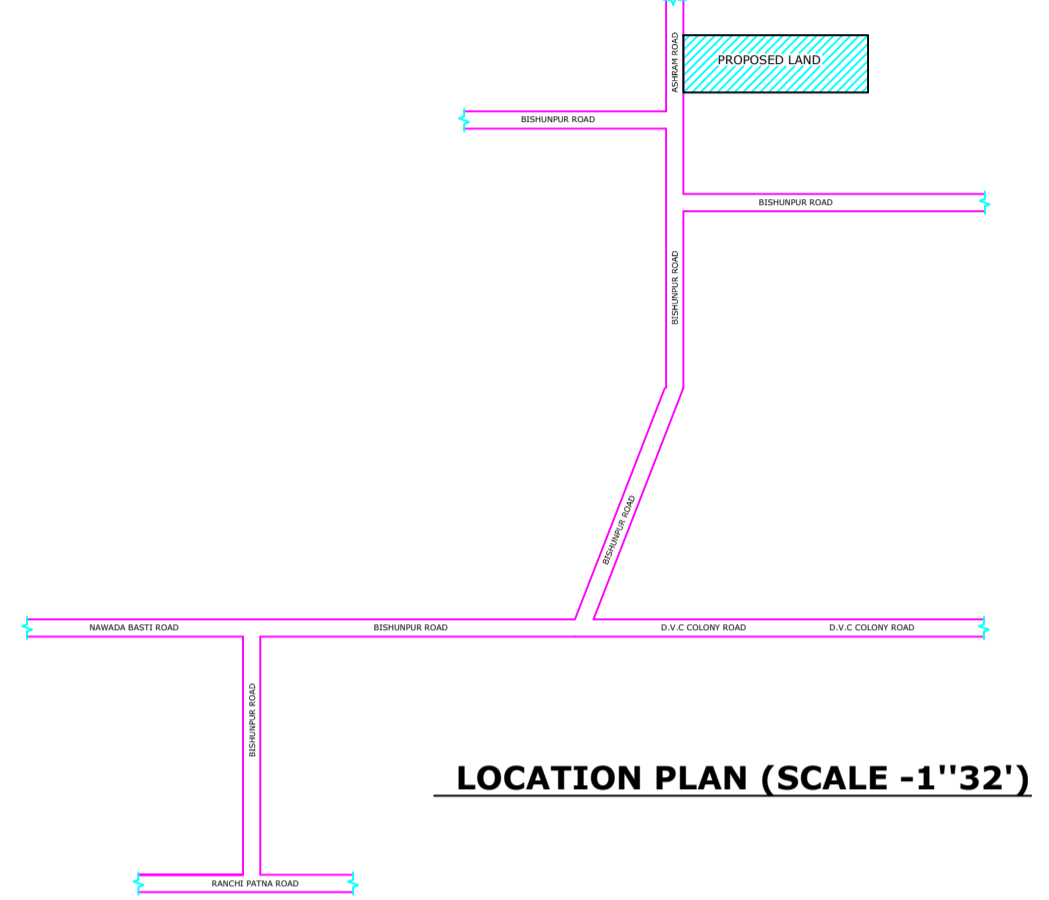 ASHRAM ROAD
PROPOSED LAND
BISHUNPUR ROAD
BISHUNPUR ROAD
BISHUNPUR ROAD
BISHUNPUR ROAD
NAWADA BASTI ROAD
BISHUNPUR ROAD
D.V.C COLONY ROAD
D.V.C COLONY ROAD
BISHUNPUR ROAD
LOCATION PLAN (SCALE -1''32')
RANCHI PATNA ROAD